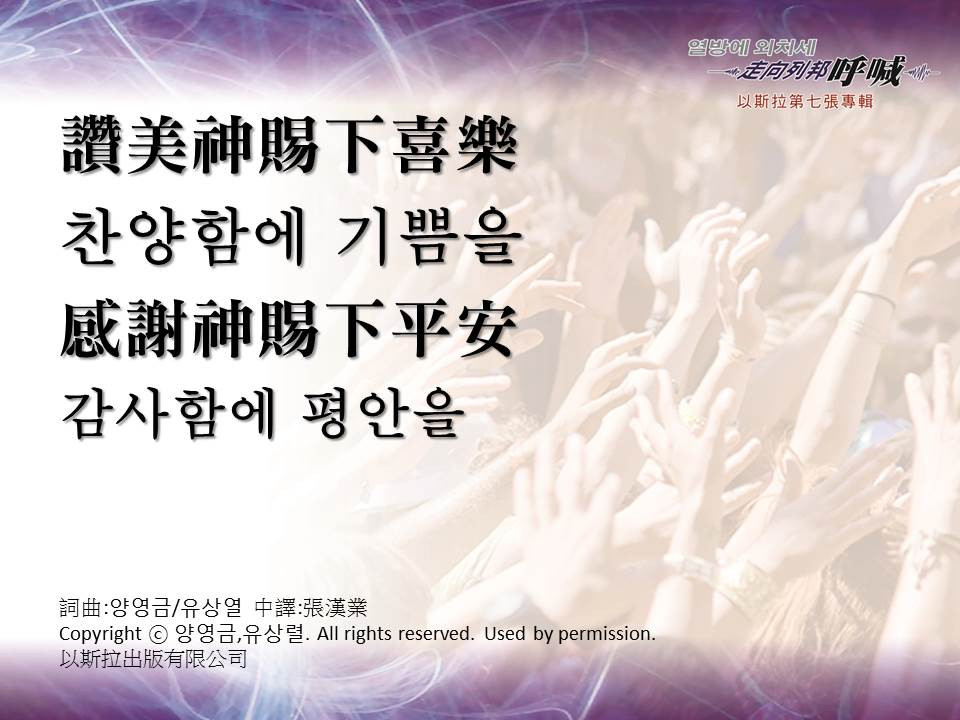 열방에 외치세
走向列邦呼喊
以斯拉第七張專輯
讚美神賜下喜樂
찬양함에 기쁨을
感謝神賜下平安
감사함에 평안을
詞曲:양영금/유상열 中譯:張漢業
Copyright ⓒ 양영금,유상렬. All rights reserved. Used by permission.
以斯拉出版有限公司